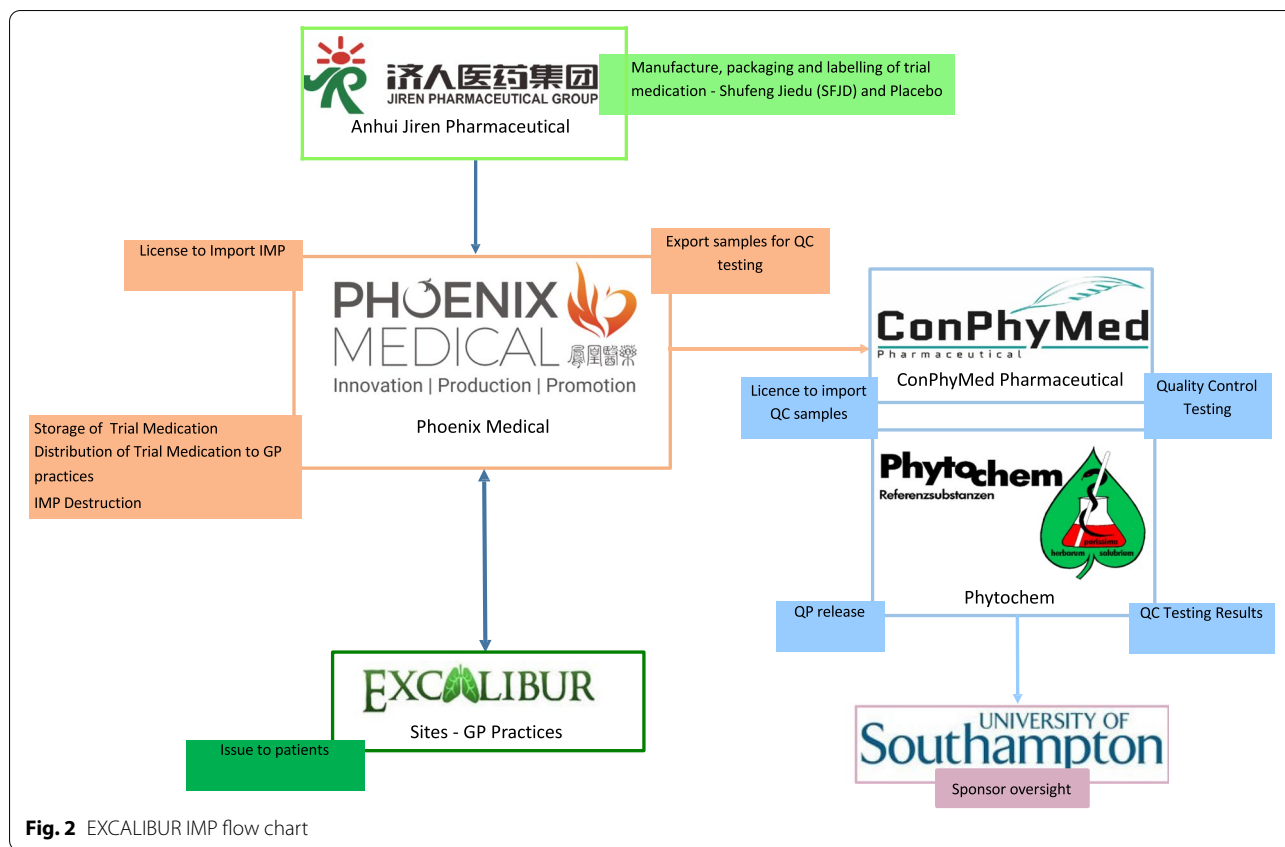 济人医药集团
JIREN PHARMACEUTICAL GROUP
Anhui Jiren Pharmaceutical
Manufacture, packaging and labelling of trial
medication - Shufeng Jiedu (SFJD) and Placebo
License to Import IMP
Export samples for QC
testing
PHOENIX
MEDICAL
鳳凰醫藥
Innovation | Production | Promotion
Phoenix Medical
Storage of Trial Medication
Distribution of Trial Medication to GP
practices
IMP Destruction
ConPhyMed
Pharmaceutical
ConPhyMed Pharmaceutical
Licence to import
QC samples
Quality Control
Testing
Phytochem
Referenzsubstanzen
purissima
herbarum salubrium
Phytochem
QP release
QC Testing Results
EXCALIBUR
Sites - GP Practices
Issue to patients
UNIVERSITY OF
Southampton
Sponsor oversight
Fig. 2 EXCALIBUR IMP flow chart